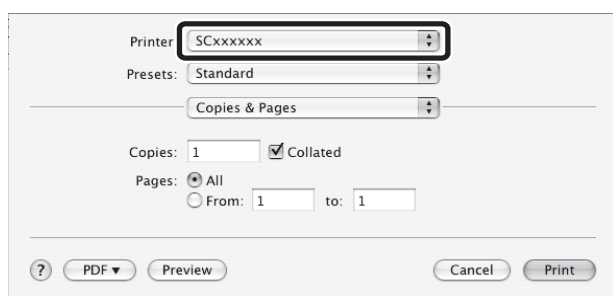 Printer SCxxxxxx
Presets: Standard
Copies & Pages
Copies: 1 Collated
Pages: All
From: 1 to: 1
? PDF Preview Cancel Print